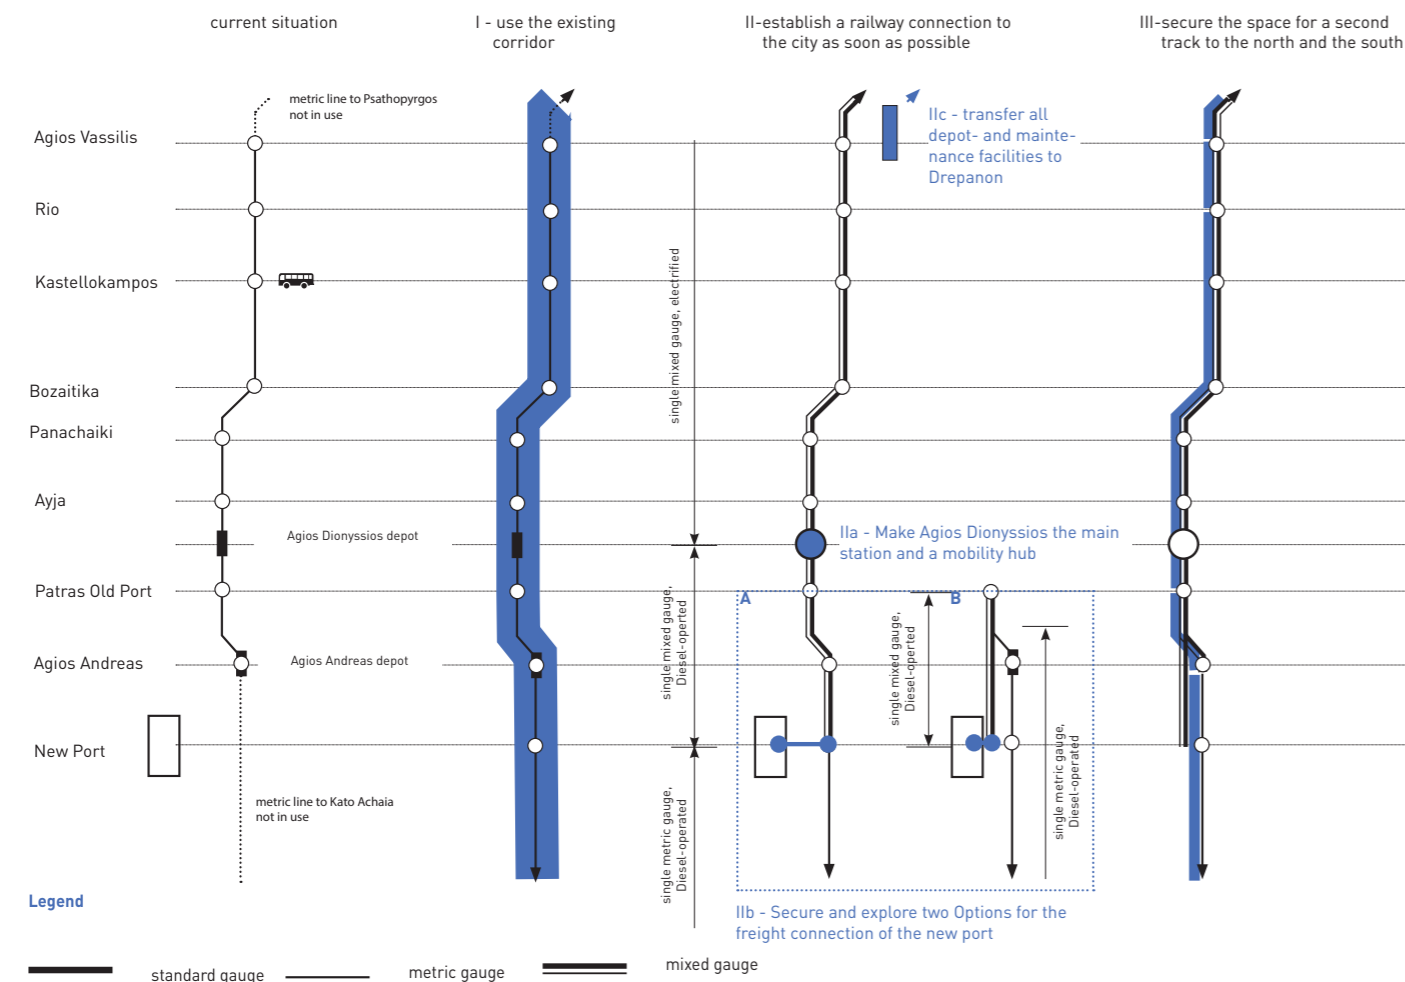 current situation
I - use the existing
corridor
II-establish a railway connection to
the city as soon as possible
III-secure the space for a second
track to the north and the south
metric line to Psathopyrgos
not in use
Agios Vassilis
IIc - transfer all
depot- and mainte-
nance facilities to
Drepanon
Rio
Kastellokampos
single mixed gauge, electrified
Bozaitika
Panachaiki
Ayja
Agios Dionyssios depot
IIa - Make Agios Dionyssios the main
station and a mobility hub
Patras Old Port
A
B
single mixed gauge,
Diesel-operted
single mixed gauge,
Diesel-operted
Agios Andreas
Agios Andreas depot
New Port
metric line to Kato Achaia
not in use
single metric gauge,
Diesel-operated
single metric gauge,
Diesel-operated
IIb - Secure and explore two Options for the
freight connection of the new port
Legend
standard gauge
metric gauge
mixed gauge